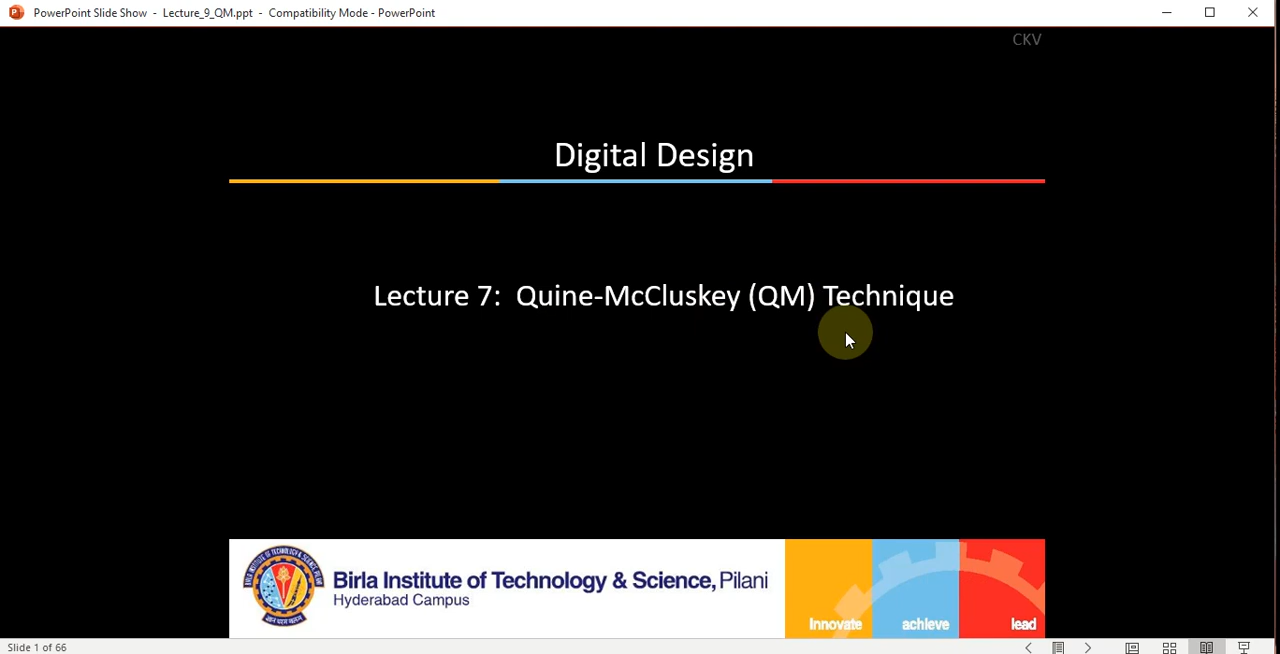 PowerPoint Slide Show - Lecture_9_QM.ppt - Compatibility Mode - PowerPoint
CKV
Digital Design
Lecture 7: Quine-McCluskey (QM) Technique
Birla Institute of Technology & Science, Pilani
Hyderabad Campus
Innovate achieve lead
Slide 1 of 66